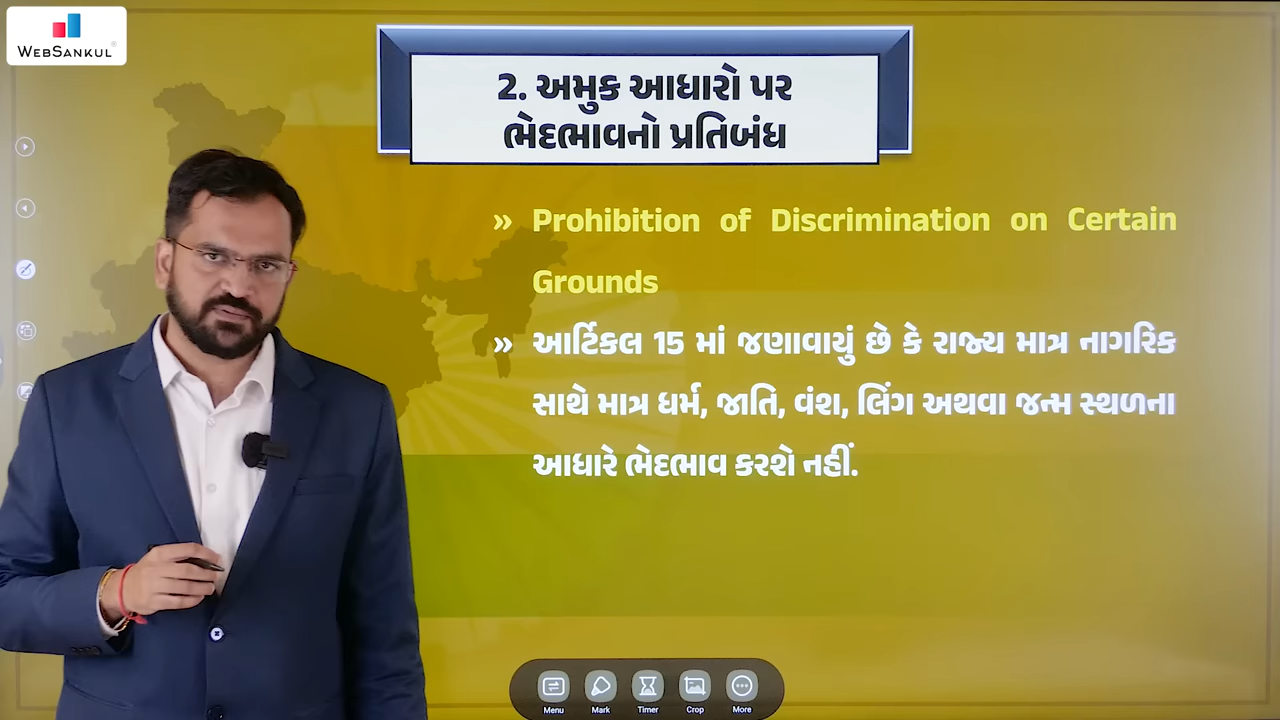 WEBSANKUL
2. અમુક આધારો પર
ભેદભાવનો પ્રતિબંધ
» Prohibition of Discrimination on Certain
Grounds
» આર્ટિકલ 15 માં જણાવાયું છે કે રાજ્ય માત્ર નાગરિક
સાથે માત્ર ધર્મ, જાતિ, વંશ, લિંગ અથવા જન્મ સ્થળના
આધારે ભેદભાવ કરશે નહીં.
Menu Mark Timer Crop More